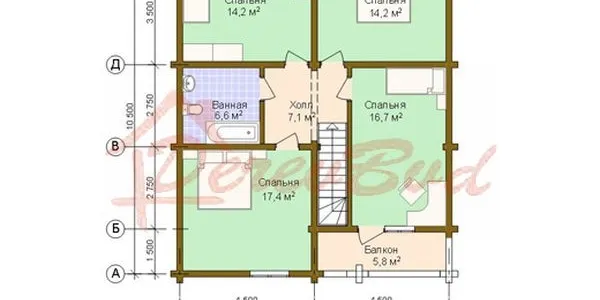 Спальня
14,2 м²
Спальня
14,2 м²
3 500
Д
Ванная
6,6 м²
Холл
7,1 м²
Спальня
16,7 м²
2 750
10 500
В
DerevBud
Спальня
17,4 м²
2 750
Б
Балкон
5,8 м²
1 500
А
4 500
4 500